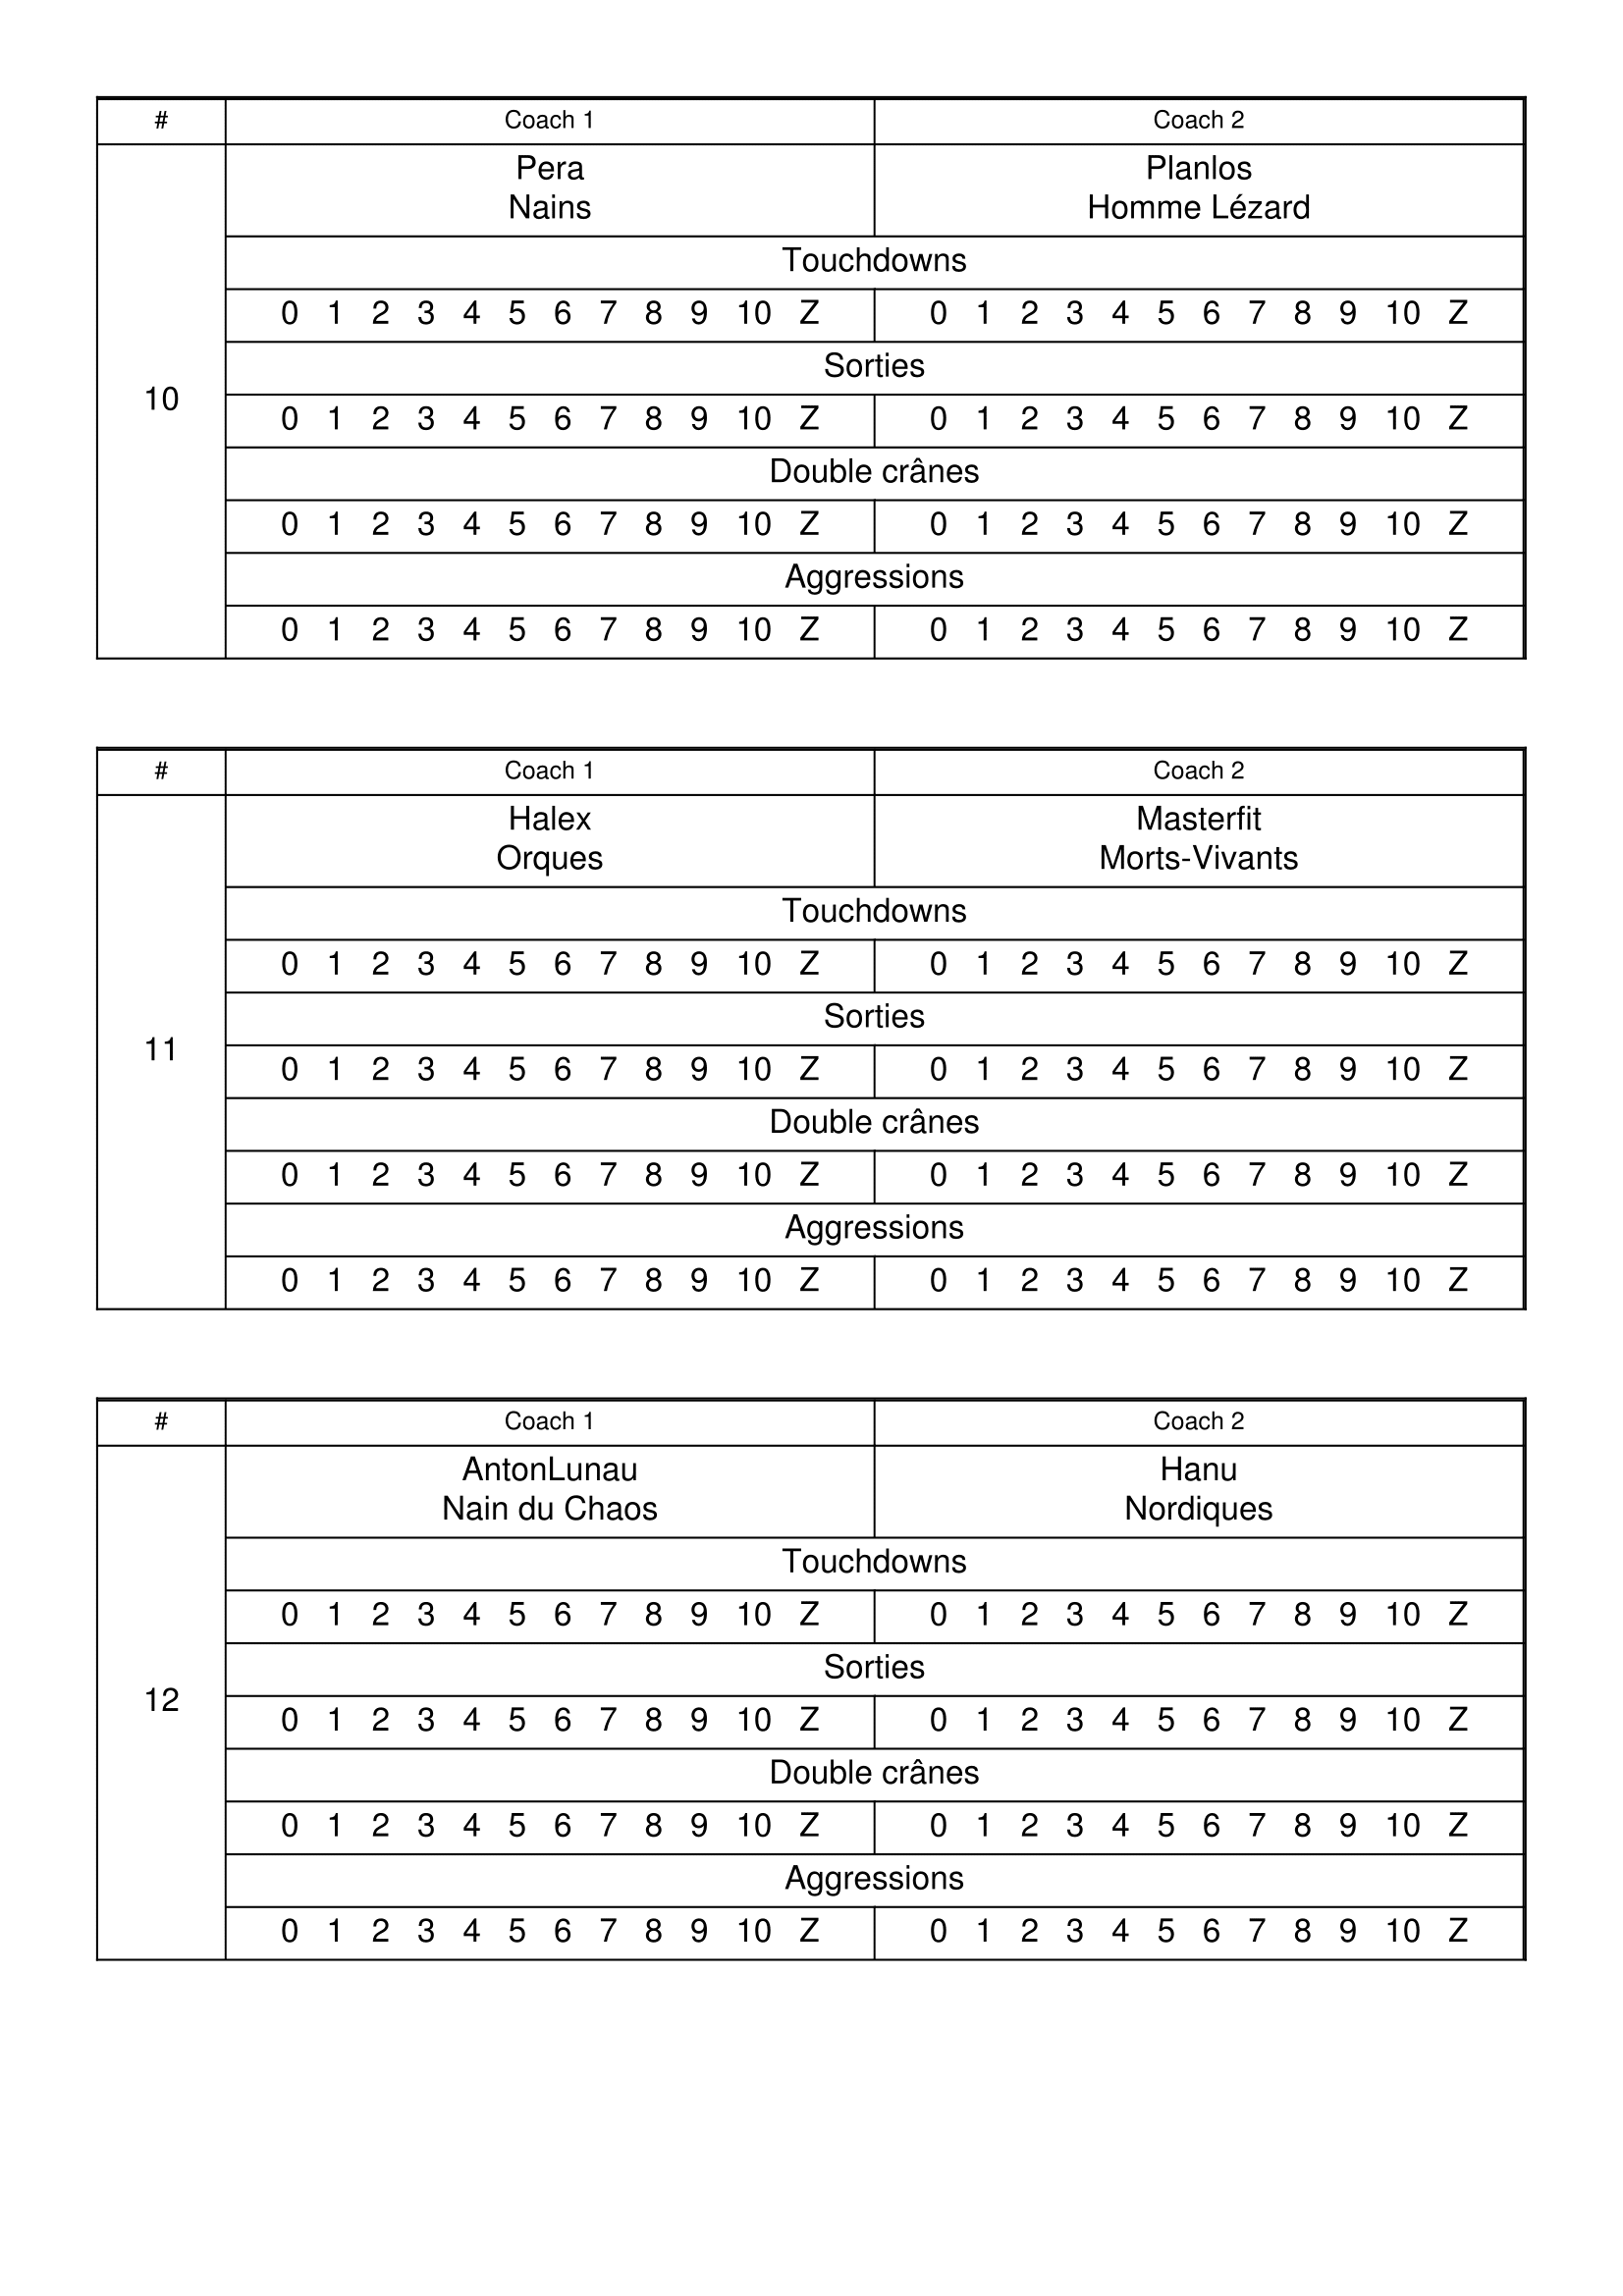 # Coach 1 Coach 2
Pera Planlos
Nains Homme Lézard
Touchdowns
0 1 2 3 4 5 6 7 8 9 10 Z 0 1 2 3 4 5 6 7 8 9 10 Z
Sorties
10
0 1 2 3 4 5 6 7 8 9 10 Z 0 1 2 3 4 5 6 7 8 9 10 Z
Double crânes
0 1 2 3 4 5 6 7 8 9 10 Z 0 1 2 3 4 5 6 7 8 9 10 Z
Aggressions
0 1 2 3 4 5 6 7 8 9 10 Z 0 1 2 3 4 5 6 7 8 9 10 Z
# Coach 1 Coach 2
Halex Masterfit
Orques Morts-Vivants
Touchdowns
0 1 2 3 4 5 6 7 8 9 10 Z 0 1 2 3 4 5 6 7 8 9 10 Z
Sorties
11
0 1 2 3 4 5 6 7 8 9 10 Z 0 1 2 3 4 5 6 7 8 9 10 Z
Double crânes
0 1 2 3 4 5 6 7 8 9 10 Z 0 1 2 3 4 5 6 7 8 9 10 Z
Aggressions
0 1 2 3 4 5 6 7 8 9 10 Z 0 1 2 3 4 5 6 7 8 9 10 Z
# Coach 1 Coach 2
AntonLunau Hanu
Nain du Chaos Nordiques
Touchdowns
0 1 2 3 4 5 6 7 8 9 10 Z 0 1 2 3 4 5 6 7 8 9 10 Z
Sorties
12
0 1 2 3 4 5 6 7 8 9 10 Z 0 1 2 3 4 5 6 7 8 9 10 Z
Double crânes
0 1 2 3 4 5 6 7 8 9 10 Z 0 1 2 3 4 5 6 7 8 9 10 Z
Aggressions
0 1 2 3 4 5 6 7 8 9 10 Z 0 1 2 3 4 5 6 7 8 9 10 Z